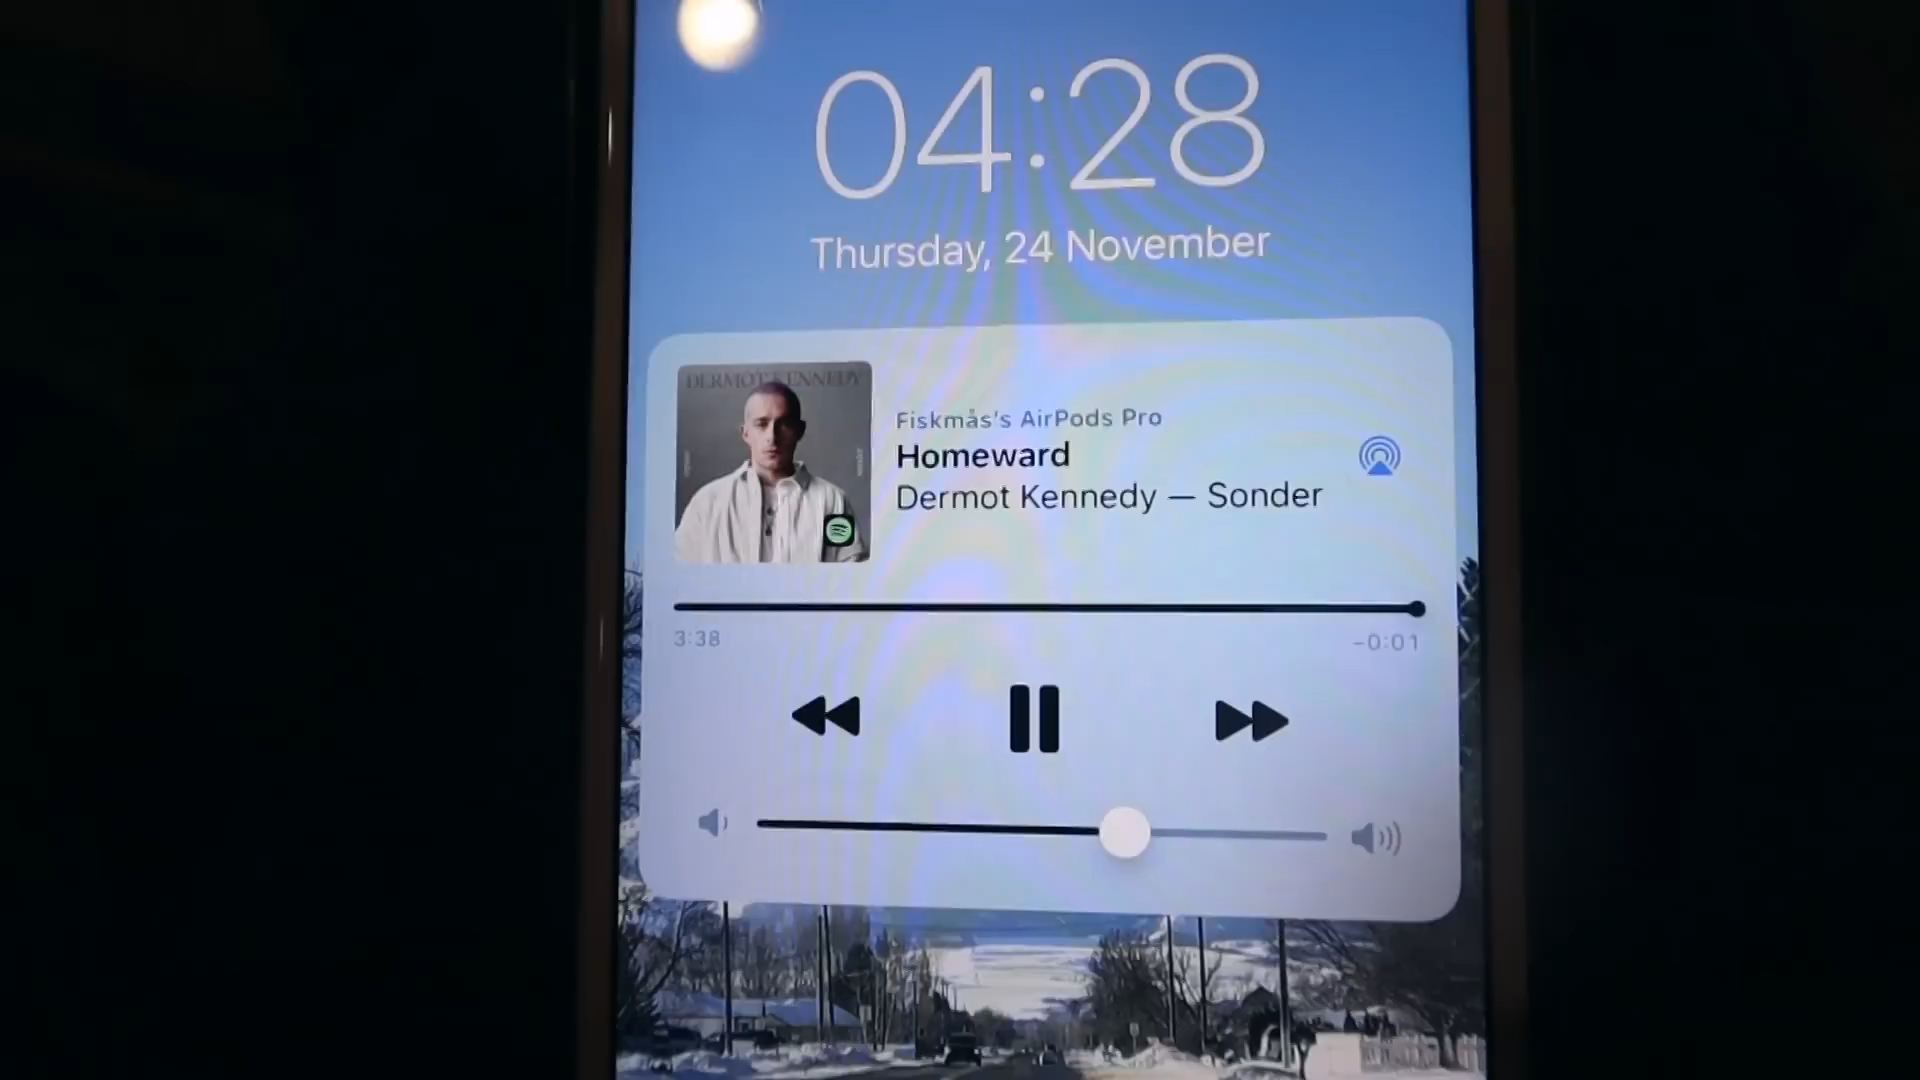 04:28
Thursday, 24 November
DERMOT KENNEDY
Fiskmås's AirPods Pro
Homeward
Dermot Kennedy — Sonder
3:38
-0:01